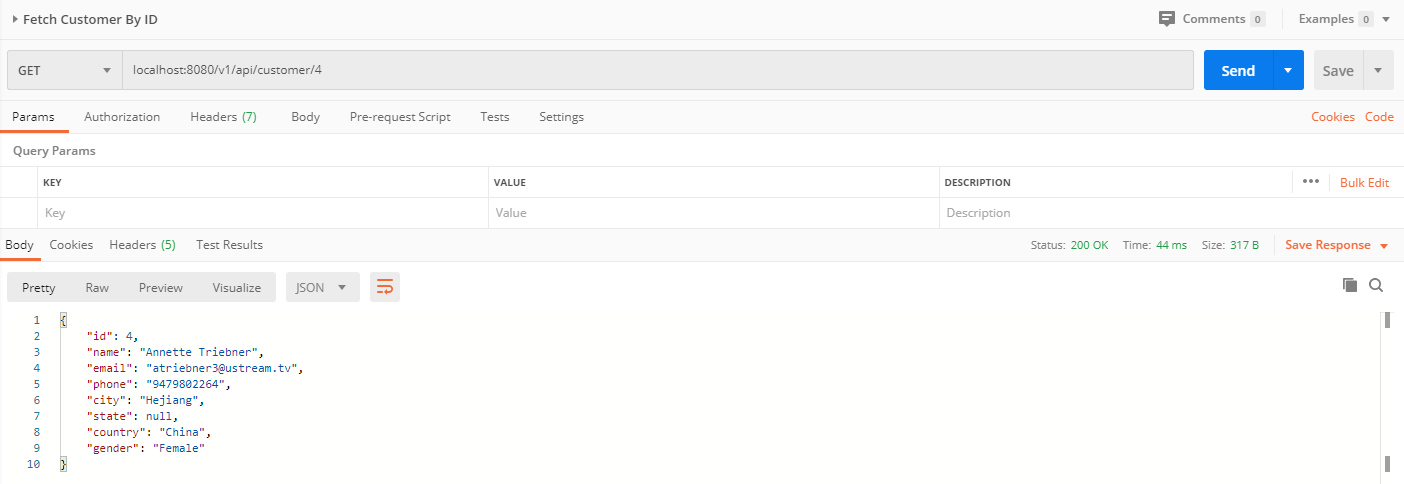 Fetch Customer By ID Comments 0 Examples 0
GET localhost:8080/v1/api/customer/4 Send Save
Params Authorization Headers (7) Body Pre-request Script Tests Settings Cookies Code
Query Params
KEY VALUE DESCRIPTION ••• Bulk Edit
Key Value Description
Body Cookies Headers (5) Test Results Status: 200 OK Time: 44 ms Size: 317 B Save Response
Pretty Raw Preview Visualize JSON
1 {
2 "id": 4,
3 "name": "Annette Triebner",
4 "email": "atriebner3@ustream.tv",
5 "phone": "9479802264",
6 "city": "Hejiang",
7 "state": null,
8 "country": "China",
9 "gender": "Female"
10 }